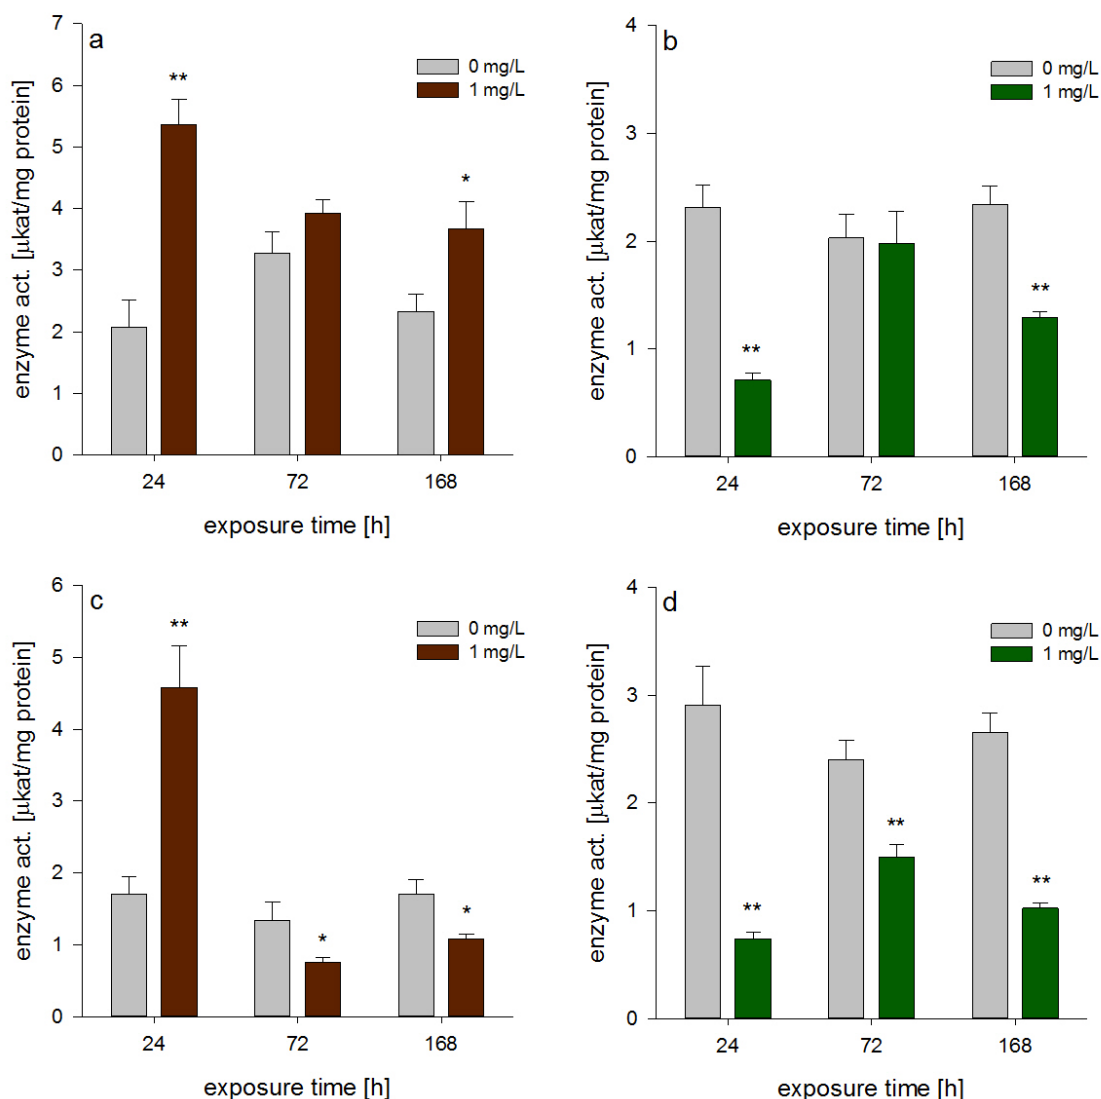 a
enzyme act. [µkat/mg protein]
7
6
5
4
3
2
1
0
0 mg/L
1 mg/L
**
*
24
72
168
exposure time [h]
b
enzyme act. [µkat/mg protein]
4
3
2
1
0
0 mg/L
1 mg/L
**
**
24
72
168
exposure time [h]
c
enzyme act. [µkat/mg protein]
6
5
4
3
2
1
0
0 mg/L
1 mg/L
**
*
*
24
72
168
exposure time [h]
d
enzyme act. [µkat/mg protein]
4
3
2
1
0
0 mg/L
1 mg/L
**
**
**
24
72
168
exposure time [h]